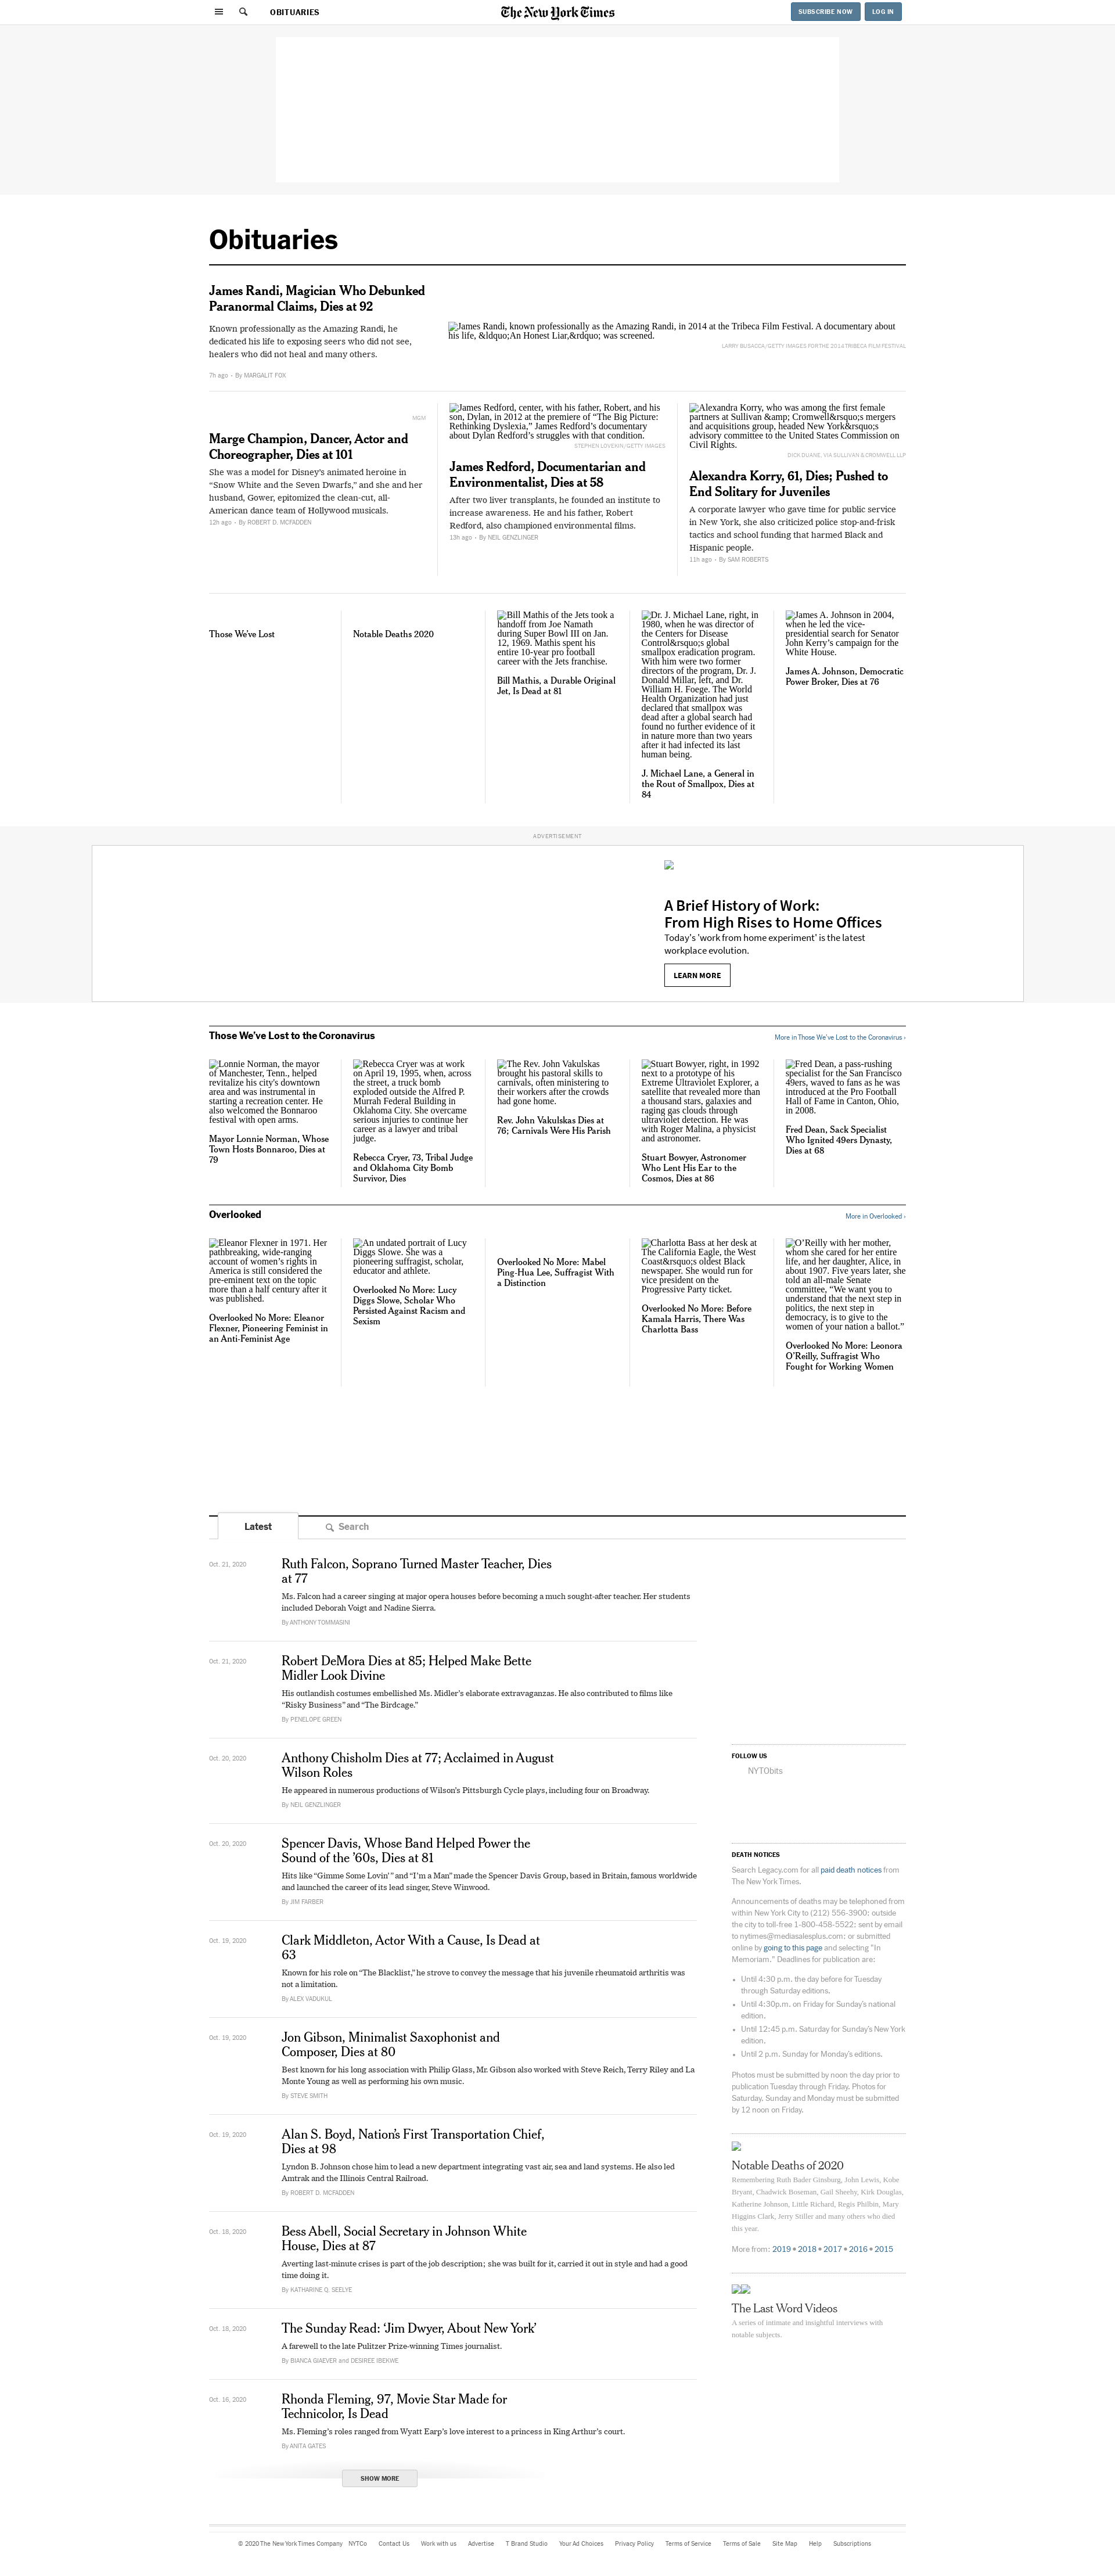 OBITUARIES
The New York Times
SUBSCRIBE NOW
LOG IN
Obituaries
James Randi, Magician Who Debunked
Paranormal Claims, Dies at 92
Known professionally as the Amazing Randi, he
dedicated his life to exposing seers who did not see,
healers who did not heal and many others.
7h ago • By MARGALIT FOX
James Randi, known professionally as the Amazing Randi, in 2014 at the Tribeca Film Festival. A documentary about
his life, &ldquo;An Honest Liar,&rdquo; was screened.
LARRY BUSACCA/GETTY IMAGES FOR THE 2014 TRIBECA FILM FESTIVAL
MGM
Marge Champion, Dancer, Actor and
Choreographer, Dies at 101
She was a model for Disney's animated heroine in
“Snow White and the Seven Dwarfs,” and she and her
husband, Gower, epitomized the clean-cut, all-
American dance team of Hollywood musicals.
12h ago • By ROBERT D. MCFADDEN
James Redford, center, with his father, Robert, and his
son, Dylan, in 2012 at the premiere of “The Big Picture:
Rethinking Dyslexia,” James Redford’s documentary
about Dylan Redford’s struggles with that condition.
STEPHEN LOVEKIN/GETTY IMAGES
James Redford, Documentarian and
Environmentalist, Dies at 58
After two liver transplants, he founded an institute to
increase awareness. He and his father, Robert
Redford, also championed environmental films.
13h ago • By NEIL GENZLINGER
Alexandra Korry, who was among the first female
partners at Sullivan &amp; Cromwell&rsquo;s mergers
and acquisitions group, headed New York&rsquo;s
advisory committee to the United States Commission on
Civil Rights.
DICK DUANE, VIA SULLIVAN & CROMWELL LLP
Alexandra Korry, 61, Dies; Pushed to
End Solitary for Juveniles
A corporate lawyer who gave time for public service
in New York, she also criticized police stop-and-frisk
tactics and school funding that harmed Black and
Hispanic people.
11h ago • By SAM ROBERTS
Those We’ve Lost
Notable Deaths 2020
Bill Mathis of the Jets took a
handoff from Joe Namath
during Super Bowl III on Jan.
12, 1969. Mathis spent his
entire 10-year pro football
career with the Jets franchise.
Bill Mathis, a Durable Original
Jet, Is Dead at 81
Dr. J. Michael Lane, right, in
1980, when he was director of
the Centers for Disease
Control&rsquo;s global
smallpox eradication program.
With him were two former
directors of the program, Dr. J.
Donald Millar, left, and Dr.
William H. Foege. The World
Health Organization had just
declared that smallpox was
dead after a global search had
found no further evidence of it
in nature more than two years
after it had infected its last
human being.
J. Michael Lane, a General in
the Rout of Smallpox, Dies at
84
James A. Johnson in 2004,
when he led the vice-
presidential search for Senator
John Kerry’s campaign for the
White House.
James A. Johnson, Democratic
Power Broker, Dies at 76
ADVERTISEMENT
A Brief History of Work:
From High Rises to Home Offices
Today's 'work from home experiment' is the latest
workplace evolution.
LEARN MORE
Those We’ve Lost to the Coronavirus
More in Those We’ve Lost to the Coronavirus ›
Lonnie Norman, the mayor
of Manchester, Tenn., helped
revitalize his city's downtown
area and was instrumental in
starting a recreation center. He
also welcomed the Bonnaroo
festival with open arms.
Mayor Lonnie Norman, Whose
Town Hosts Bonnaroo, Dies at
79
Rebecca Cryer was at work
on April 19, 1995, when, across
the street, a truck bomb
exploded outside the Alfred P.
Murrah Federal Building in
Oklahoma City. She overcame
serious injuries to continue her
career as a lawyer and tribal
judge.
Rebecca Cryer, 73, Tribal Judge
and Oklahoma City Bomb
Survivor, Dies
The Rev. John Vakulskas
brought his pastoral skills to
carnivals, often ministering to
their workers after the crowds
had gone home.
Rev. John Vakulskas Dies at
76; Carnivals Were His Parish
Stuart Bowyer, right, in 1992
next to a prototype of his
Extreme Ultraviolet Explorer, a
satellite that revealed more than
a thousand stars, galaxies and
raging gas clouds through
ultraviolet detection. He was
with Roger Malina, a physicist
and astronomer.
Stuart Bowyer, Astronomer
Who Lent His Ear to the
Cosmos, Dies at 86
Fred Dean, a pass-rushing
specialist for the San Francisco
49ers, waved to fans as he was
introduced at the Pro Football
Hall of Fame in Canton, Ohio,
in 2008.
Fred Dean, Sack Specialist
Who Ignited 49ers Dynasty,
Dies at 68
Overlooked
More in Overlooked ›
Eleanor Flexner in 1971. Her
pathbreaking, wide-ranging
account of women’s rights in
America is still considered the
pre-eminent text on the topic
more than a half century after it
was published.
Overlooked No More: Eleanor
Flexner, Pioneering Feminist in
an Anti-Feminist Age
An undated portrait of Lucy
Diggs Slowe. She was a
pioneering suffragist, scholar,
educator and athlete.
Overlooked No More: Lucy
Diggs Slowe, Scholar Who
Persisted Against Racism and
Sexism
Overlooked No More: Mabel
Ping-Hua Lee, Suffragist With
a Distinction
Charlotta Bass at her desk at
The California Eagle, the West
Coast&rsquo;s oldest Black
newspaper. She would run for
vice president on the
Progressive Party ticket.
Overlooked No More: Before
Kamala Harris, There Was
Charlotta Bass
O’Reilly with her mother,
whom she cared for her entire
life, and her daughter, Alice, in
about 1907. Five years later, she
told an all-male Senate
committee, “We want you to
understand that the next step in
politics, the next step in
democracy, is to give to the
women of your nation a ballot.”
Overlooked No More: Leonora
O’Reilly, Suffragist Who
Fought for Working Women
Latest
Search
Oct. 21, 2020
Ruth Falcon, Soprano Turned Master Teacher, Dies
at 77
Ms. Falcon had a career singing at major opera houses before becoming a much sought-after teacher. Her students
included Deborah Voigt and Nadine Sierra.
By ANTHONY TOMMASINI
Oct. 21, 2020
Robert DeMora Dies at 85; Helped Make Bette
Midler Look Divine
His outlandish costumes embellished Ms. Midler’s elaborate extravaganzas. He also contributed to films like
“Risky Business” and “The Birdcage.”
By PENELOPE GREEN
Oct. 20, 2020
Anthony Chisholm Dies at 77; Acclaimed in August
Wilson Roles
He appeared in numerous productions of Wilson’s Pittsburgh Cycle plays, including four on Broadway.
By NEIL GENZLINGER
Oct. 20, 2020
Spencer Davis, Whose Band Helped Power the
Sound of the ’60s, Dies at 81
Hits like “Gimme Some Lovin’ ” and “I’m a Man” made the Spencer Davis Group, based in Britain, famous worldwide
and launched the career of its lead singer, Steve Winwood.
By JIM FARBER
Oct. 19, 2020
Clark Middleton, Actor With a Cause, Is Dead at
63
Known for his role on “The Blacklist,” he strove to convey the message that his juvenile rheumatoid arthritis was
not a limitation.
By ALEX VADUKUL
Oct. 19, 2020
Jon Gibson, Minimalist Saxophonist and
Composer, Dies at 80
Best known for his long association with Philip Glass, Mr. Gibson also worked with Steve Reich, Terry Riley and La
Monte Young as well as performing his own music.
By STEVE SMITH
Oct. 19, 2020
Alan S. Boyd, Nation’s First Transportation Chief,
Dies at 98
Lyndon B. Johnson chose him to lead a new department integrating vast air, sea and land systems. He also led
Amtrak and the Illinois Central Railroad.
By ROBERT D. MCFADDEN
Oct. 18, 2020
Bess Abell, Social Secretary in Johnson White
House, Dies at 87
Averting last-minute crises is part of the job description; she was built for it, carried it out in style and had a good
time doing it.
By KATHARINE Q. SEELYE
Oct. 18, 2020
The Sunday Read: ‘Jim Dwyer, About New York’
A farewell to the late Pulitzer Prize-winning Times journalist.
By BIANCA GIAEVER and DESIREE IBEKWE
Oct. 16, 2020
Rhonda Fleming, 97, Movie Star Made for
Technicolor, Is Dead
Ms. Fleming’s roles ranged from Wyatt Earp’s love interest to a princess in King Arthur’s court.
By ANITA GATES
SHOW MORE
FOLLOW US
NYTObits
DEATH NOTICES
Search Legacy.com for all paid death notices from
The New York Times.
Announcements of deaths may be telephoned from
within New York City to (212) 556-3900; outside
the city to toll-free 1-800-458-5522; sent by email
to nytimes@mediasalesplus.com; or submitted
online by going to this page and selecting "In
Memoriam." Deadlines for publication are:
• Until 4:30 p.m. the day before for Tuesday
through Saturday editions.
• Until 4:30p.m. on Friday for Sunday’s national
edition.
• Until 12:45 p.m. Saturday for Sunday’s New York
edition.
• Until 2 p.m. Sunday for Monday’s editions.
Photos must be submitted by noon the day prior to
publication Tuesday through Friday. Photos for
Saturday, Sunday and Monday must be submitted
by 12 noon on Friday.
Notable Deaths of 2020
Remembering Ruth Bader Ginsburg, John Lewis, Kobe
Bryant, Chadwick Boseman, Gail Sheehy, Kirk Douglas,
Katherine Johnson, Little Richard, Regis Philbin, Mary
Higgins Clark, Jerry Stiller and many others who died
this year.
More from: 2019 • 2018 • 2017 • 2016 • 2015
The Last Word Videos
A series of intimate and insightful interviews with
notable subjects.
© 2020 The New York Times Company NYTCo Contact Us Work with us Advertise T Brand Studio Your Ad Choices Privacy Policy Terms of Service Terms of Sale Site Map Help Subscriptions